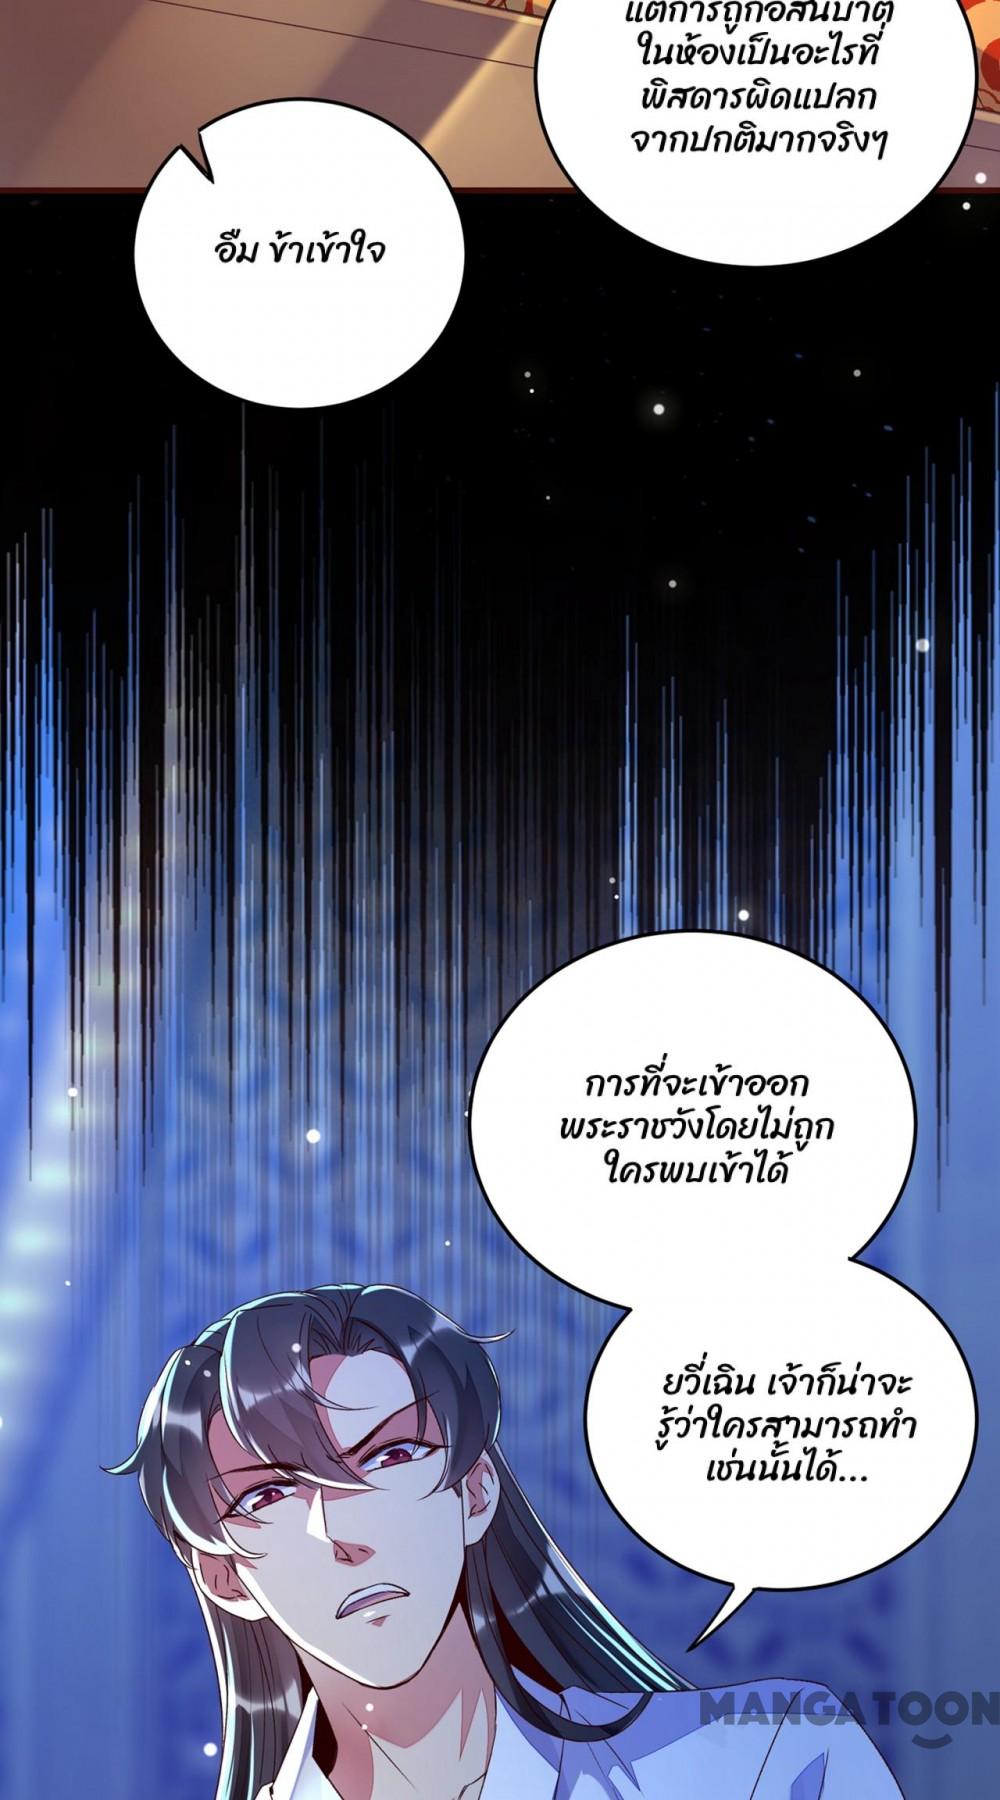 แต่การถูกอสนีบาต
ในห้องเป็นอะไรที่
พิสดารผิดแปลก
จากปกติมากจริงๆ
อืม ข้าเข้าใจ
การที่จะเข้าออก
พระราชวังโดยไม่ถูก
ใครพบเข้าได้
ยวี่เฉิน เจ้าก็น่าจะ
รู้ว่าใครสามารถทำ
เช่นนั้นได้...
MANGATOON